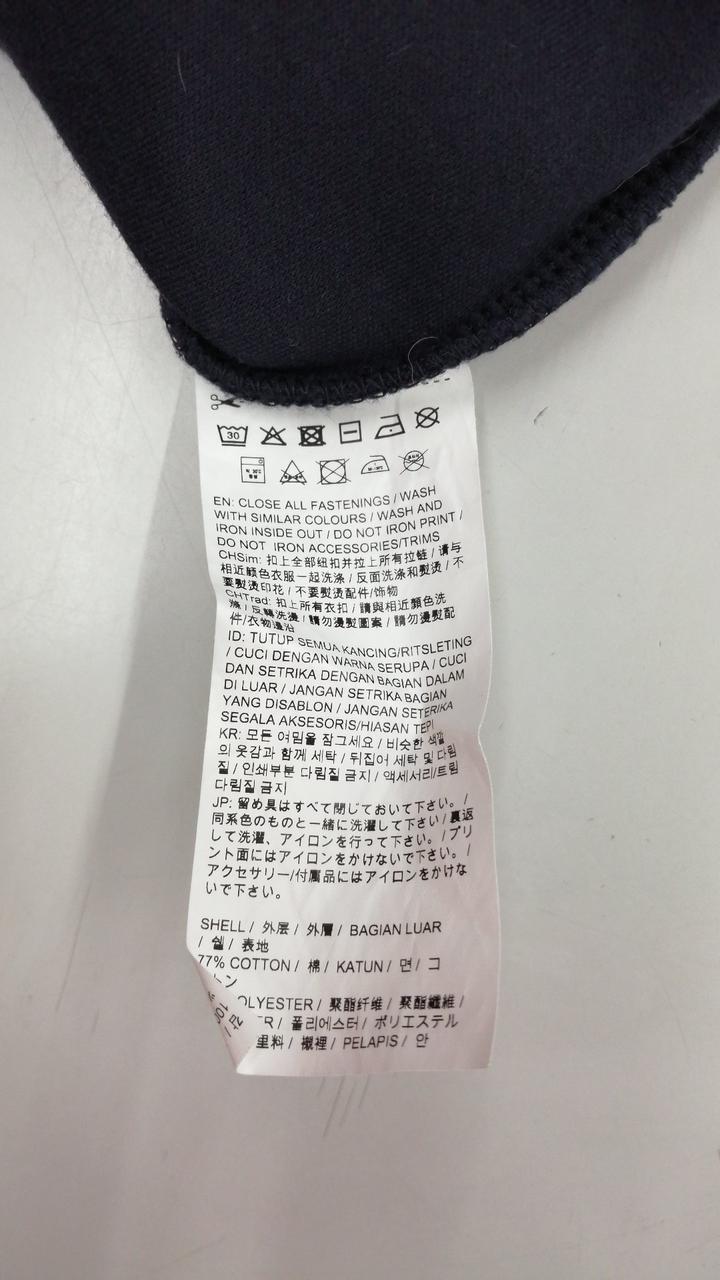 30
EN: CLOSE ALL FASTENINGS / WASH
WITH SIMILAR COLOURS / WASH AND
IRON INSIDE OUT / DO NOT IRON PRINT /
DO NOT IRON ACCESSORIES/TRIMS
CHSim: 扣上全部纽扣并拉上所有拉链 / 请与
相近颜色衣服一起洗涤 / 反面洗涤和熨烫 / 不
要熨烫印花 / 不要熨烫配件/饰物
CHTrad: 扣上所有衣扣 / 請與相近顏色洗
滌 / 反轉洗燙 / 請勿燙熨圖案 / 請勿燙熨配
件/衣物邊沿
ID: TUTUP SEMUA KANCING/RITSLETING
/ CUCI DENGAN WARNA SERUPA / CUCI
DAN SETRIKA DENGAN BAGIAN DALAM
DI LUAR / JANGAN SETRIKA BAGIAN
YANG DISABLON / JANGAN SETERIKA
SEGALA AKSESORIS/HIASAN TEPI
KR: 모든 여밈을 잠그세요 / 비슷한 색깔
의 옷감과 함께 세탁 / 뒤집어 세탁 및 다림
질 / 인쇄부분 다림질 금지 / 액세서리/트림
다림질 금지
JP: 留め具はすべて閉じておいて下さい。 /
同系色のものと一緒に洗濯して下さい / 裏返
して洗濯、アイロンを行って下さい。 / プリ
ント面にはアイロンをかけないで下さい。 /
アクセサリー/付属品にはアイロンをかけな
いで下さい。
SHELL / 外层 / 外層 / BAGIAN LUAR
/ 쉘 / 表地
77% COTTON / 棉 / KATUN / 면 / コ
トン
OLYESTER / 聚酯纤维 / 聚酯纖維 /
ER / 폴리에스터 / ポリエステル
里料 / 襯裡 / PELAPIS / 안